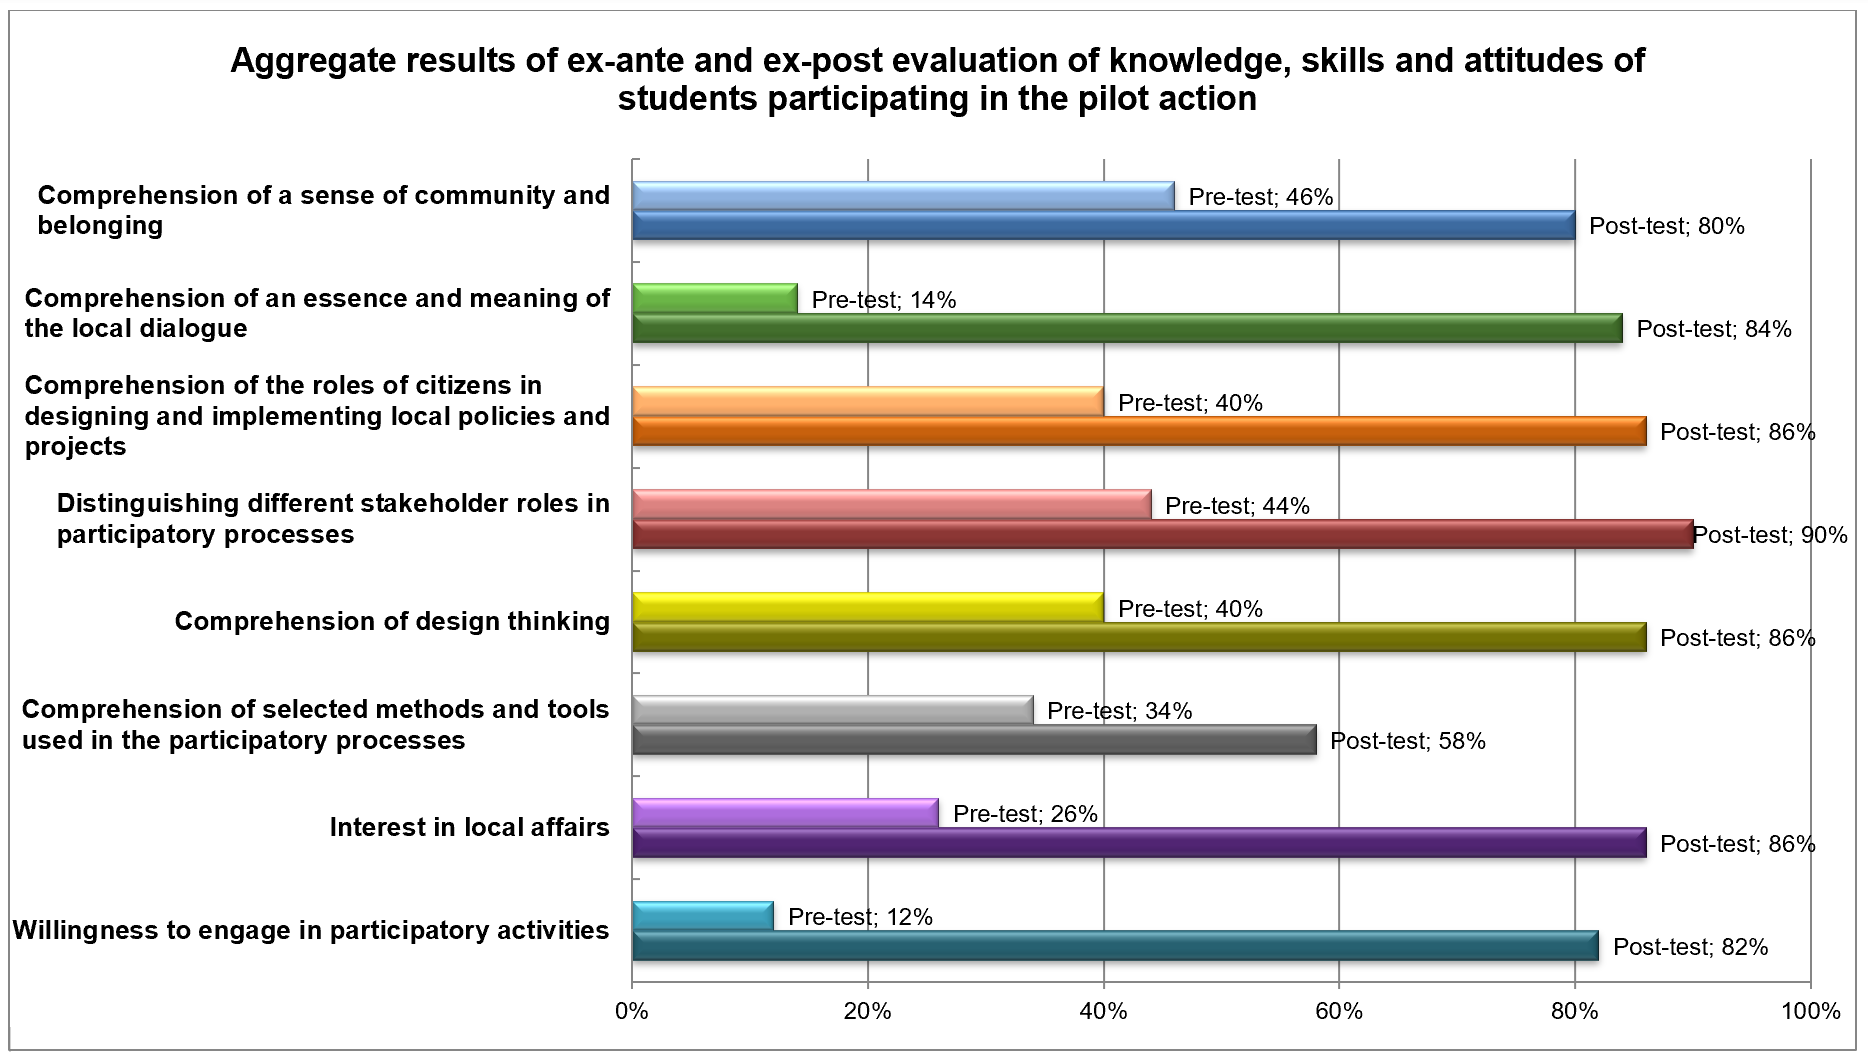 Aggregate results of ex-ante and ex-post evaluation of knowledge, skills and attitudes of
students participating in the pilot action
Comprehension of a sense of community and
belonging
Pre-test; 46%
Post-test; 80%
Comprehension of an essence and meaning of
the local dialogue
Pre-test; 14%
Post-test; 84%
Comprehension of the roles of citizens in
designing and implementing local policies and
projects
Pre-test; 40%
Post-test; 86%
Distinguishing different stakeholder roles in
participatory processes
Pre-test; 44%
Post-test; 90%
Comprehension of design thinking
Pre-test; 40%
Post-test; 86%
Comprehension of selected methods and tools
used in the participatory processes
Pre-test; 34%
Post-test; 58%
Interest in local affairs
Pre-test; 26%
Post-test; 86%
Willingness to engage in participatory activities
Pre-test; 12%
Post-test; 82%
0% 20% 40% 60% 80% 100%